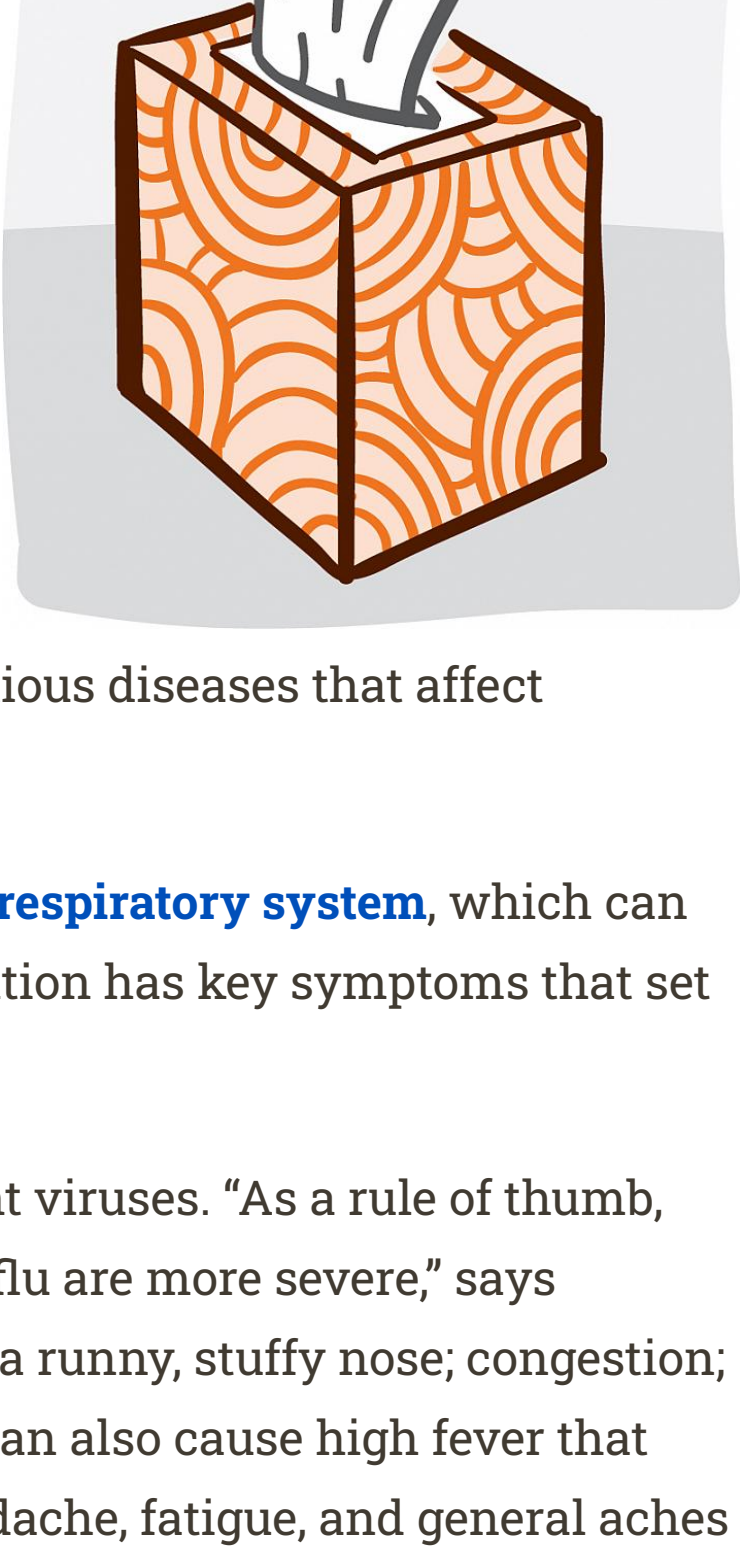 ious diseases that affect
respiratory system, which can
tion has key symptoms that set
t viruses. “As a rule of thumb,
flu are more severe,” says
a runny, stuffy nose; congestion;
an also cause high fever that
dache, fatigue, and general aches